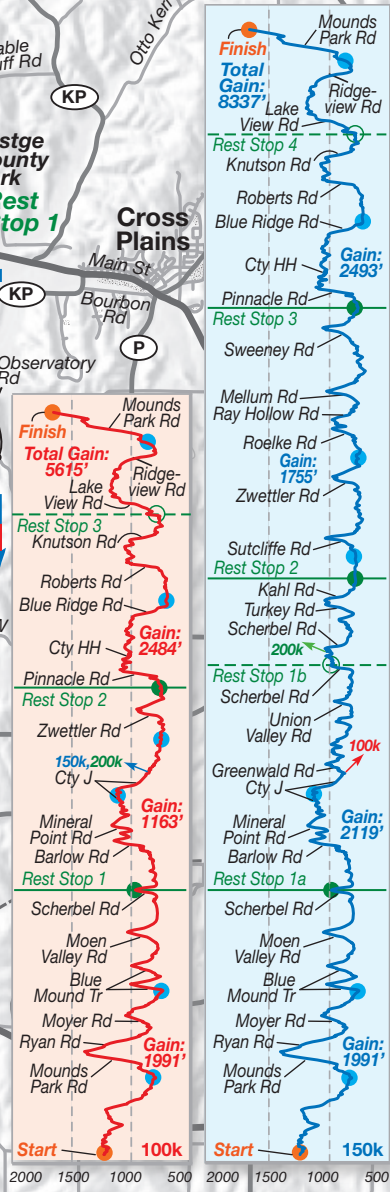 able
uff Rd
Otto Kerl
KP
stge
ounty
rk
Rest
top 1
Cross
Plains
Main St
KP
Bourbon
Rd
P
Observatory
Rd
Mounds
Park Rd
Finish
Total Gain:
5615'
Ridge-
view Rd
Lake
View Rd
Rest Stop 3
Knutson Rd
Roberts Rd
Blue Ridge Rd
Gain:
2484'
Cty HH
Pinnacle Rd
Rest Stop 2
Zwettler Rd
150k,200k
Cty J
Gain:
1163'
Mineral
Point Rd
Barlow Rd
Rest Stop 1
Scherbel Rd
Moen
Valley Rd
Blue
Mound Tr
Moyer Rd
Ryan Rd
Gain:
1991'
Mounds
Park Rd
Start
100k
2000 1500 1000 500
Mounds
Park Rd
Finish
Total
Gain:
8337'
Ridge-
view Rd
Lake
View Rd
Rest Stop 4
Knutson Rd
Roberts Rd
Blue Ridge Rd
Gain:
2493'
Cty HH
Pinnacle Rd
Rest Stop 3
Sweeney Rd
Mellum Rd
Ray Hollow Rd
Roelke Rd
Gain:
1755'
Zwettler Rd
Sutcliffe Rd
Rest Stop 2
Kahl Rd
Turkey Rd
Scherbel Rd
200k
Rest Stop 1b
Scherbel Rd
Union
Valley Rd
100k
Greenwald Rd
Cty J
Gain:
2119'
Mineral
Point Rd
Barlow Rd
Rest Stop 1a
Scherbel Rd
Moen
Valley Rd
Blue
Mound Tr
Moyer Rd
Ryan Rd
Gain:
1991'
Mounds
Park Rd
Start
150k
2000 1500 1000 500